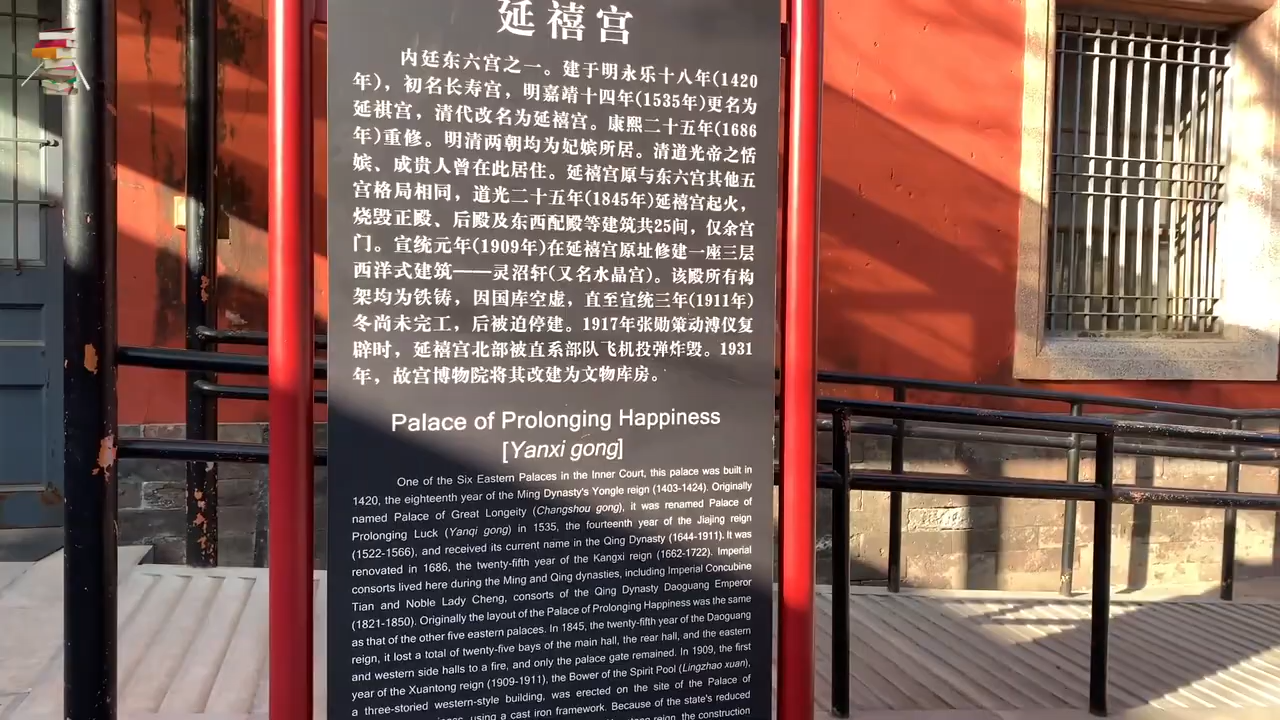 延禧宫
内廷东六宫之一。建于明永乐十八年(1420
年)，初名长寿宫，明嘉靖十四年(1535年)更名为
延祺宫，清代改名为延禧宫。康熙二十五年(1686
年)重修。明清两朝均为妃嫔所居。清道光帝之恬
嫔、成贵人曾在此居住。延禧宫原与东六宫其他五
宫格局相同，道光二十五年(1845年)延禧宫起火，
烧毁正殿、后殿及东西配殿等建筑共25间，仅余宫
门。宣统元年(1909年)在延禧宫原址修建一座三层
西洋式建筑——灵沼轩(又名水晶宫)。该殿所有构
架均为铁铸，因国库空虚，直至宣统三年(1911年)
冬尚未完工，后被迫停建。1917年张勋策动溥仪复
辟时，延禧宫北部被直系部队飞机投弹炸毁。1931
年，故宫博物院将其改建为文物库房。
Palace of Prolonging Happiness
[Yanxi gong]
One of the Six Eastern Palaces in the Inner Court, this palace was built in
1420, the eighteenth year of the Ming Dynasty's Yongle reign (1403-1424). Originally
named Palace of Great Longeity (Changshou gong), it was renamed Palace of
Prolonging Luck (Yanqi gong) in 1535, the fourteenth year of the Jiajing reign
(1522-1566), and received its current name in the Qing Dynasty (1644-1911). It was
renovated in 1686, the twenty-fifth year of the Kangxi reign (1662-1722). Imperial
consorts lived here during the Ming and Qing dynasties, including Imperial Concubine
Tian and Noble Lady Cheng, consorts of the Qing Dynasty Daoguang Emperor
(1821-1850). Originally the layout of the Palace of Prolonging Happiness was the same
as that of the other five eastern palaces. In 1845, the twenty-fifth year of the Daoguang
reign, it lost a total of twenty-five bays of the main hall, the rear hall, and the eastern
and western side halls to a fire, and only the palace gate remained. In 1909, the first
year of the Xuantong reign (1909-1911), the Bower of the Spirit Pool (Lingzhao xuan),
a three-storied western-style building, was erected on the site of the Palace of
using a cast iron framework. Because of the state's reduced
reign, the construction